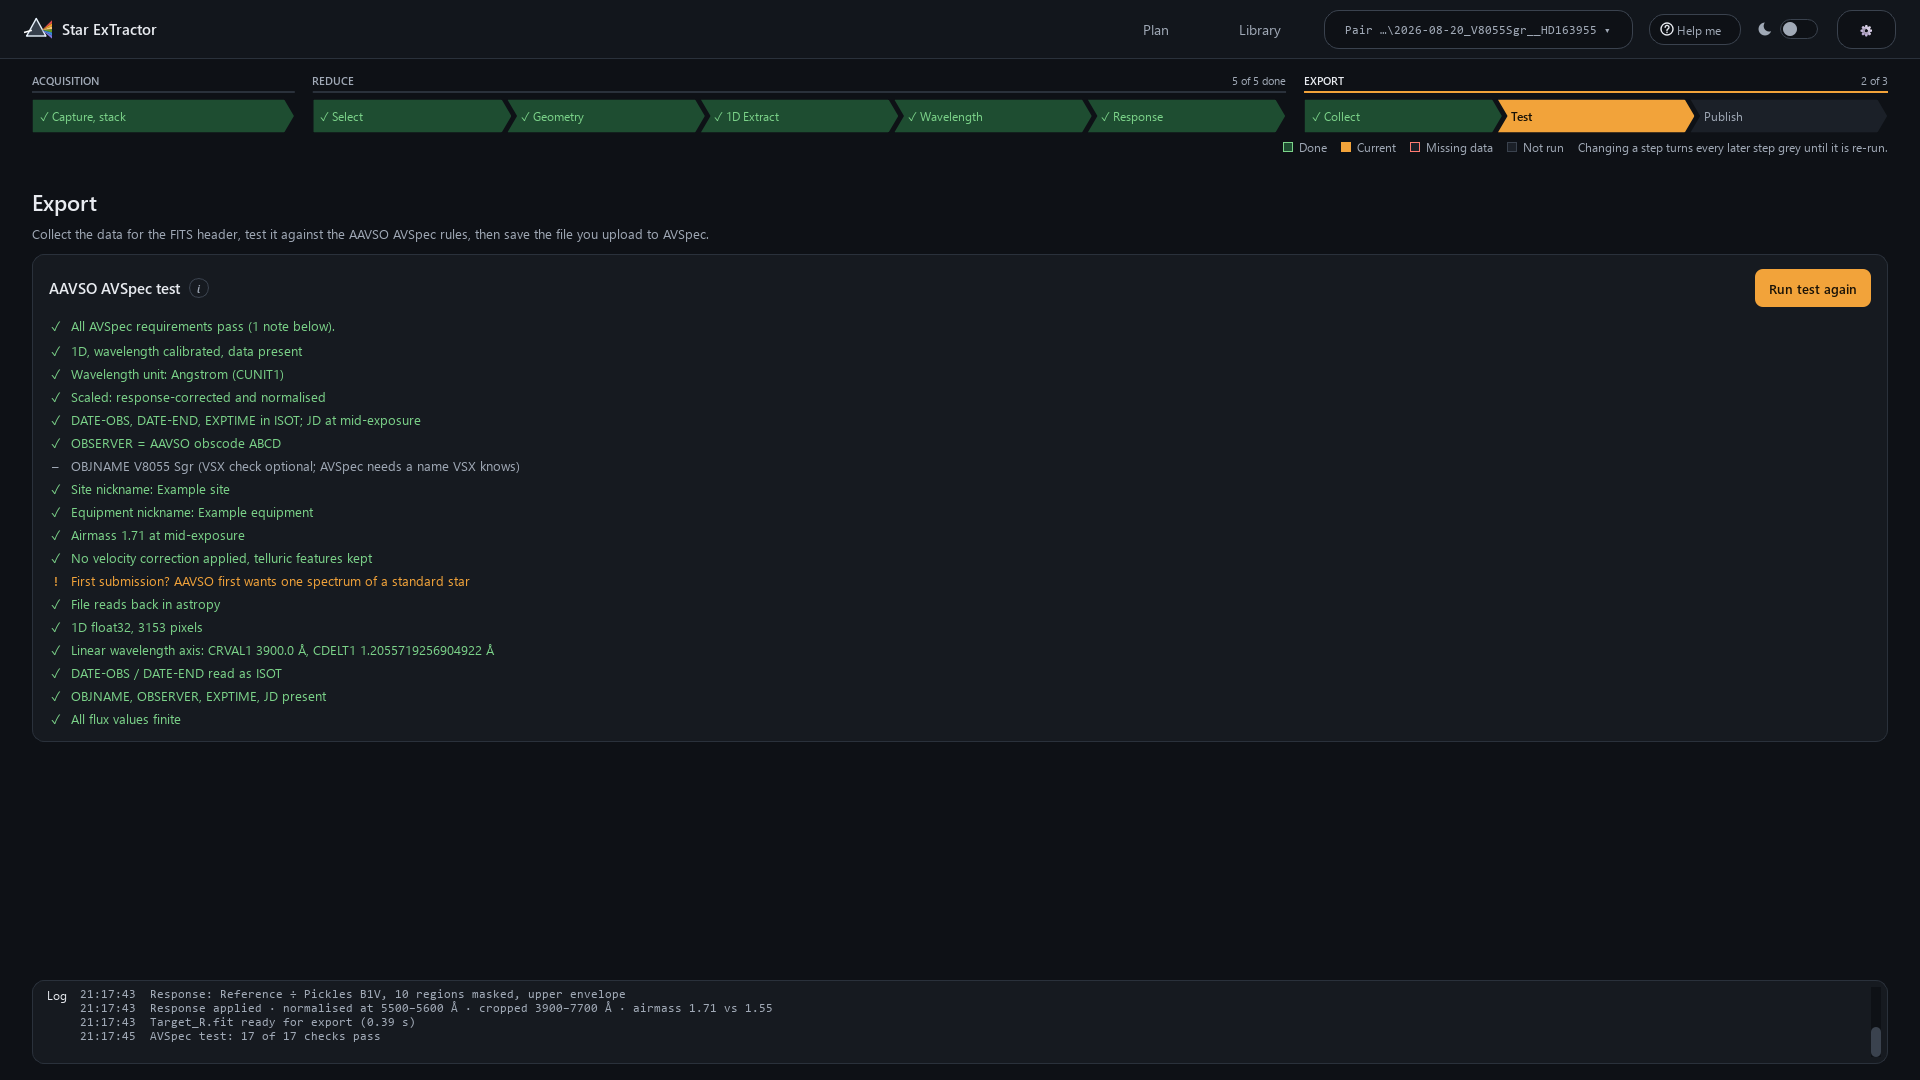 Star ExTractor
Plan
Library
Pair …\2026-08-20_V8055Sgr__HD163955 ▾
Help me
ACQUISITION
REDUCE
5 of 5 done
EXPORT
2 of 3
✓ Capture, stack
✓ Select
✓ Geometry
✓ 1D Extract
✓ Wavelength
✓ Response
✓ Collect
Test
Publish
Done
Current
Missing data
Not run
Changing a step turns every later step grey until it is re-run.
Export
Collect the data for the FITS header, test it against the AAVSO AVSpec rules, then save the file you upload to AVSpec.
AAVSO AVSpec test i
Run test again
✓ All AVSpec requirements pass (1 note below).
✓ 1D, wavelength calibrated, data present
✓ Wavelength unit: Angstrom (CUNIT1)
✓ Scaled: response-corrected and normalised
✓ DATE-OBS, DATE-END, EXPTIME in ISOT; JD at mid-exposure
✓ OBSERVER = AAVSO obscode ABCD
– OBJNAME V8055 Sgr (VSX check optional; AVSpec needs a name VSX knows)
✓ Site nickname: Example site
✓ Equipment nickname: Example equipment
✓ Airmass 1.71 at mid-exposure
✓ No velocity correction applied, telluric features kept
! First submission? AAVSO first wants one spectrum of a standard star
✓ File reads back in astropy
✓ 1D float32, 3153 pixels
✓ Linear wavelength axis: CRVAL1 3900.0 Å, CDELT1 1.2055719256904922 Å
✓ DATE-OBS / DATE-END read as ISOT
✓ OBJNAME, OBSERVER, EXPTIME, JD present
✓ All flux values finite
Log
21:17:43 Response: Reference ÷ Pickles B1V, 10 regions masked, upper envelope
21:17:43 Response applied · normalised at 5500–5600 Å · cropped 3900–7700 Å · airmass 1.71 vs 1.55
21:17:43 Target_R.fit ready for export (0.39 s)
21:17:45 AVSpec test: 17 of 17 checks pass